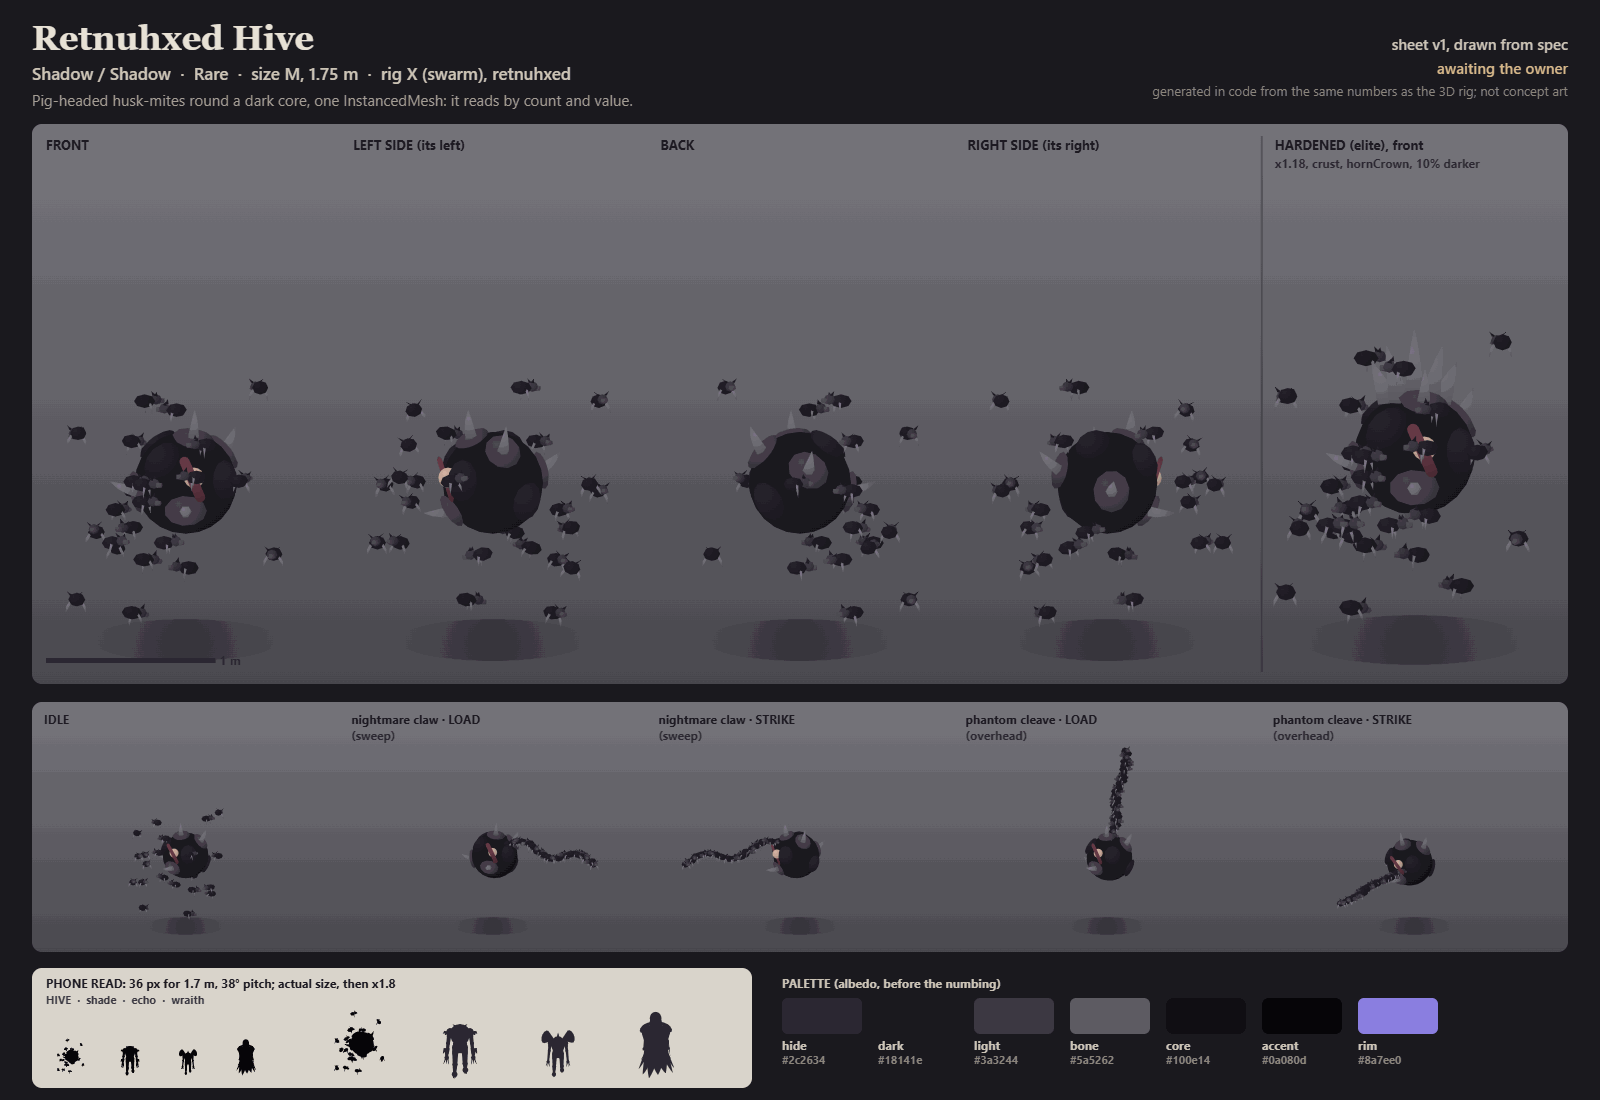 Retnuhxed Hive
Shadow / Shadow · Rare · size M, 1.75 m · rig X (swarm), retnuhxed
Pig-headed husk-mites round a dark core, one InstancedMesh: it reads by count and value.
sheet v1, drawn from spec
awaiting the owner
generated in code from the same numbers as the 3D rig; not concept art
FRONT
LEFT SIDE (its left)
BACK
RIGHT SIDE (its right)
HARDENED (elite), front
x1.18, crust, hornCrown, 10% darker
1 m
IDLE
nightmare claw · LOAD
(sweep)
nightmare claw · STRIKE
(sweep)
phantom cleave · LOAD
(overhead)
phantom cleave · STRIKE
(overhead)
PHONE READ: 36 px for 1.7 m, 38° pitch; actual size, then x1.8
HIVE · shade · echo · wraith
PALETTE (albedo, before the numbing)
hide
#2c2634
dark
#18141e
light
#3a3244
bone
#5a5262
core
#100e14
accent
#0a080d
rim
#8a7ee0